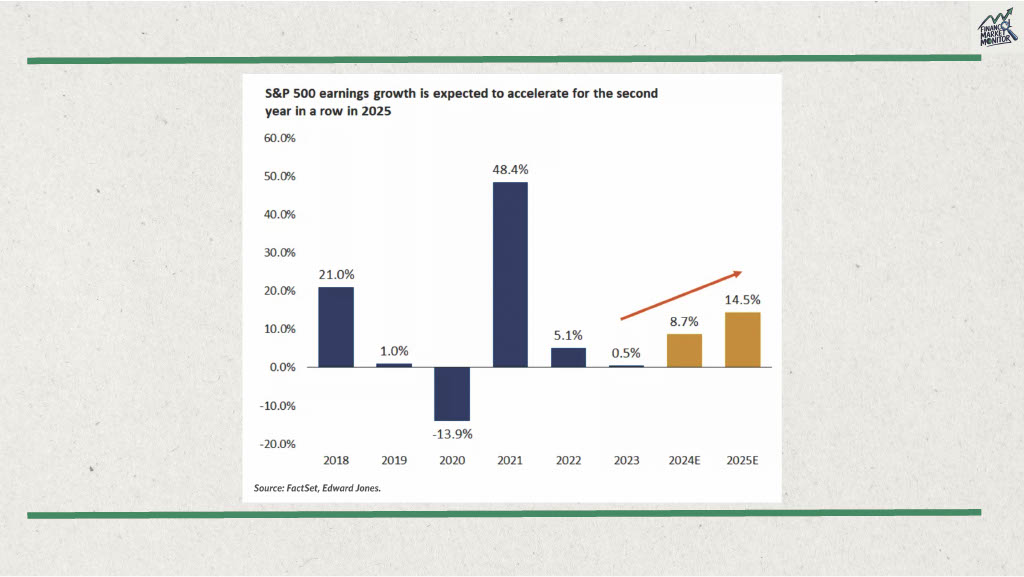 FINANCIAL
MARKET
MONITOR
S&P 500 earnings growth is expected to accelerate for the second
year in a row in 2025
60.0%
50.0%
40.0%
30.0%
20.0%
10.0%
0.0%
-10.0%
-20.0%
21.0%
1.0%
-13.9%
48.4%
5.1%
0.5%
8.7%
14.5%
2018 2019 2020 2021 2022 2023 2024E 2025E
Source: FactSet, Edward Jones.